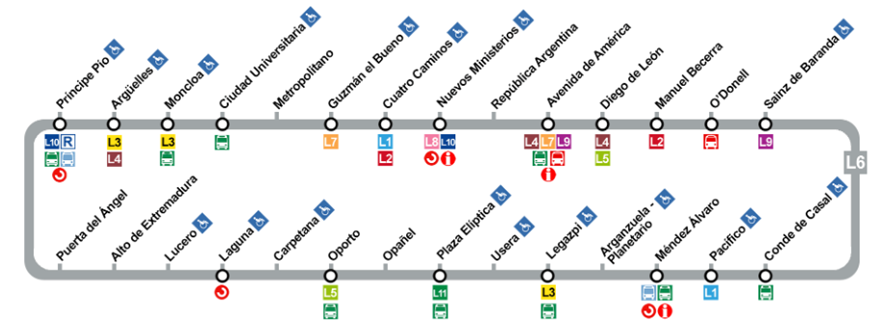 Príncipe Pío
Argüelles
Moncloa
Ciudad Universitaria
Metropolitano
Guzmán el Bueno
Cuatro Caminos
Nuevos Ministerios
República Argentina
Avenida de América
Diego de León
Manuel Becerra
O'Donell
Sáinz de Baranda
L10 R
L3
L4
L3
L7
L1
L2
L8 L10
L4 L7 L9
L4
L5
L2
L9
L6
Puerta del Ángel
Alto de Extremadura
Lucero
Laguna
Carpetana
Oporto
Opañel
Plaza Elíptica
Usera
Legazpi
Arganzuela -
Planetario
Méndez Álvaro
Pacífico
Conde de Casal
L5
L11
L3
L1